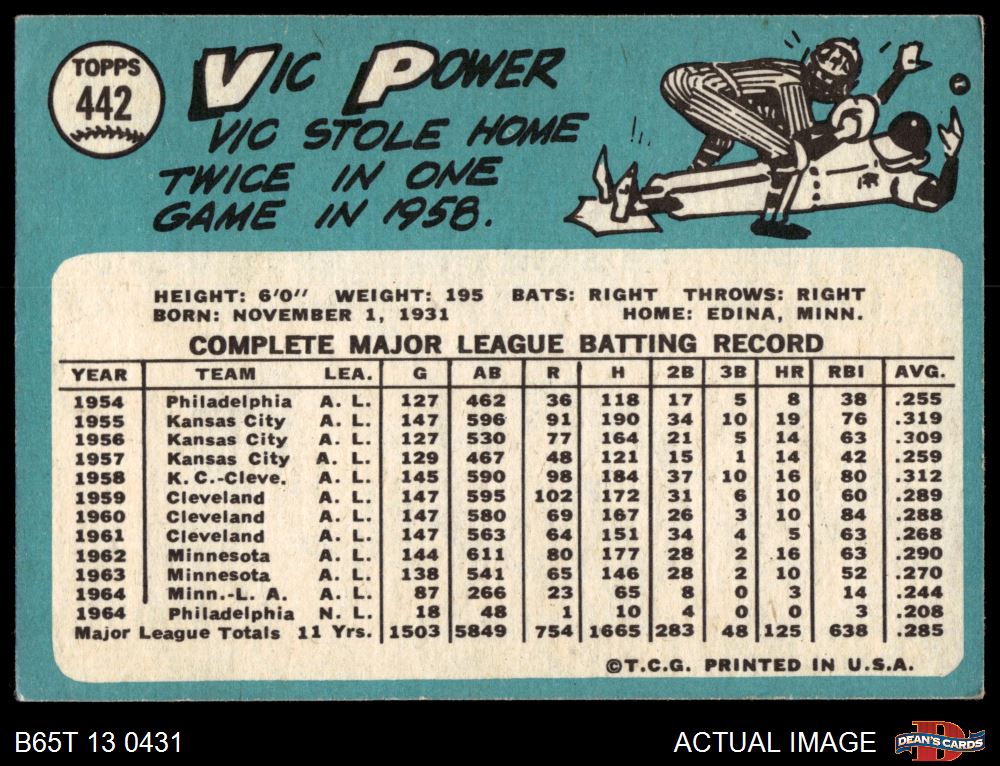 TOPPS
442
VIC POWER
VIC STOLE HOME
TWICE IN ONE
GAME IN 1958.
HEIGHT: 6'0" WEIGHT: 195 BATS: RIGHT THROWS: RIGHT
BORN: NOVEMBER 1, 1931 HOME: EDINA, MINN.
COMPLETE MAJOR LEAGUE BATTING RECORD
YEAR TEAM LEA. G AB R H 2B 3B HR RBI AVG.
1954 Philadelphia A. L. 127 462 36 118 17 5 8 38 .255
1955 Kansas City A. L. 147 596 91 190 34 10 19 76 .319
1956 Kansas City A. L. 127 530 77 164 21 5 14 63 .309
1957 Kansas City A. L. 129 467 48 121 15 1 14 42 .259
1958 K. C.-Cleve. A. L. 145 590 98 184 37 10 16 80 .312
1959 Cleveland A. L. 147 595 102 172 31 6 10 60 .289
1960 Cleveland A. L. 147 580 69 167 26 3 10 84 .288
1961 Cleveland A. L. 147 563 64 151 34 4 5 63 .268
1962 Minnesota A. L. 144 611 80 177 28 2 16 63 .290
1963 Minnesota A. L. 138 541 65 146 28 2 10 52 .270
1964 Minn.-L. A. A. L. 87 266 23 65 8 0 3 14 .244
1964 Philadelphia N. L. 18 48 1 10 4 0 0 3 .208
Major League Totals 11 Yrs. 1503 5849 754 1665 283 48 125 638 .285
©T.C.G. PRINTED IN U.S.A.
B65T 13 0431 ACTUAL IMAGE DEAN'S CARDS